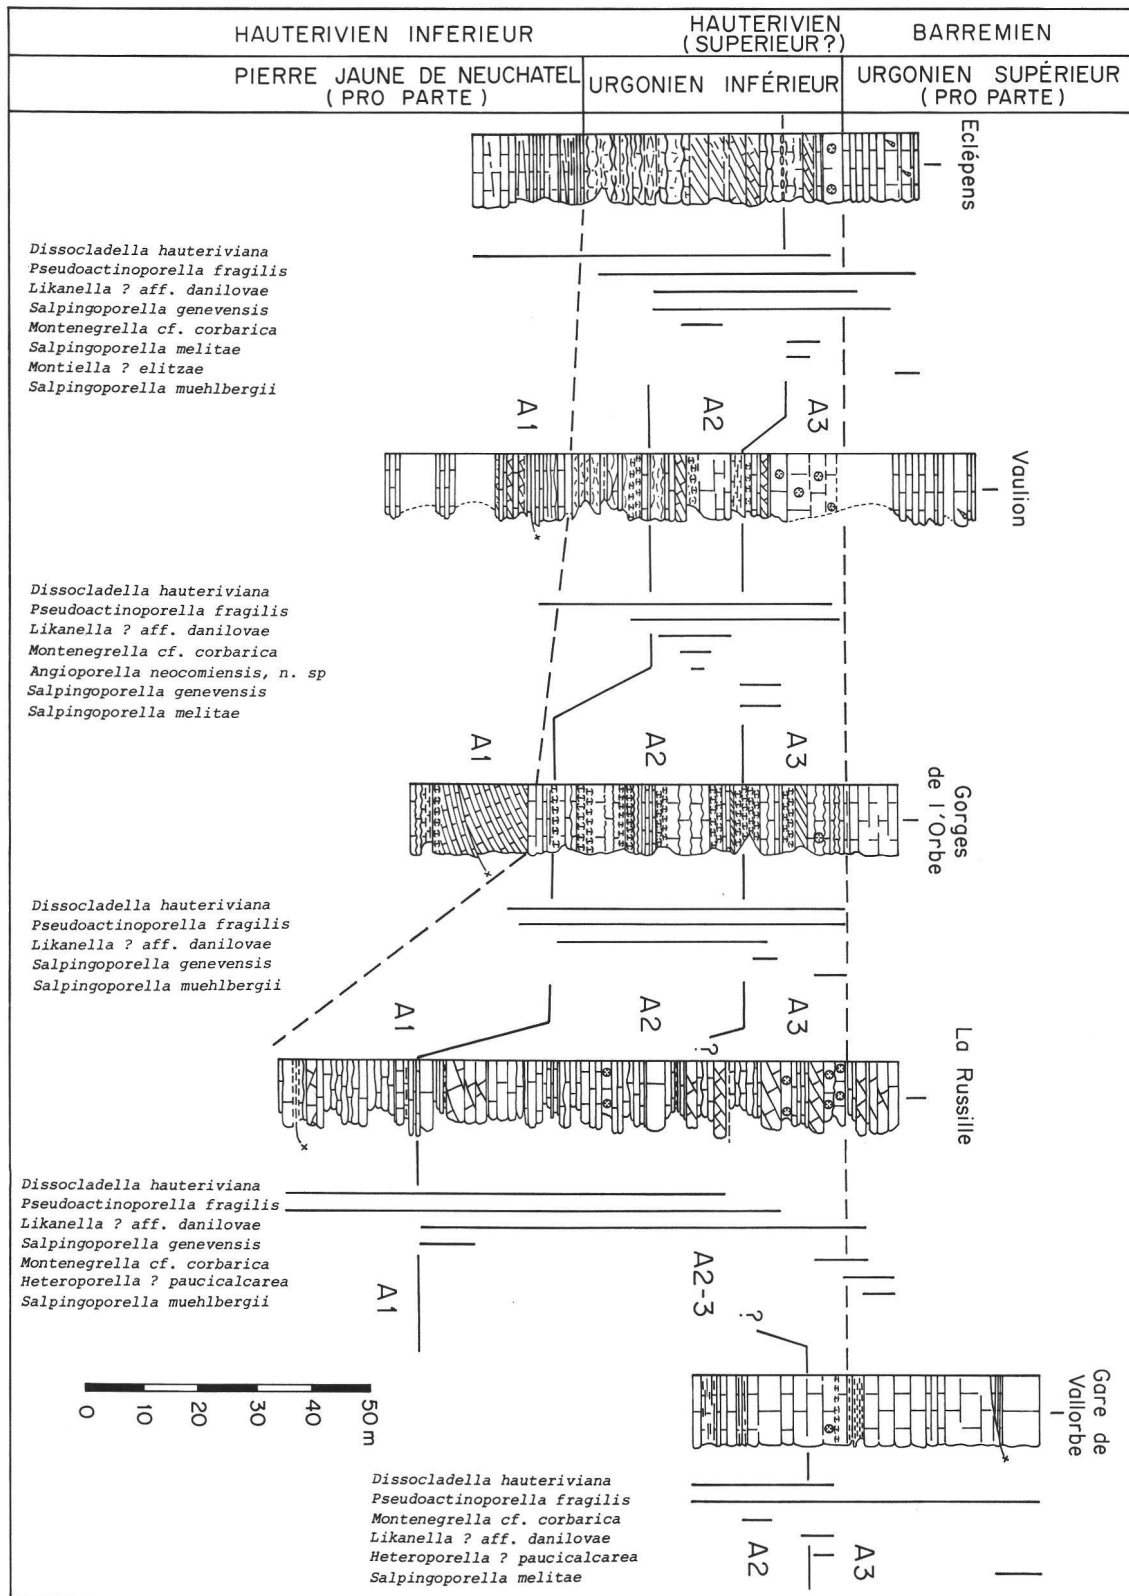 HAUTERIVIEN INFERIEUR
HAUTERIVIEN
(SUPERIEUR?)
BARREMIEN
PIERRE JAUNE DE NEUCHATEL
(PRO PARTE)
URGONIEN INFÉRIEUR
URGONIEN SUPÉRIEUR
(PRO PARTE)
Eclépens
Dissocladella hauteriviana
Pseudoactinoporella fragilis
Likanella ? aff. danilovae
Salpingoporella genevensis
Montenegrella cf. corbarica
Salpingoporella melitae
Montiella ? elitzae
Salpingoporella muehlbergii
A1
A2
A3
Vaulion
Dissocladella hauteriviana
Pseudoactinoporella fragilis
Likanella ? aff. danilovae
Montenegrella cf. corbarica
Angioporella neocomiensis, n. sp
Salpingoporella genevensis
Salpingoporella melitae
A1
A2
A3
Gorges
de l'Orbe
Dissocladella hauteriviana
Pseudoactinoporella fragilis
Likanella ? aff. danilovae
Salpingoporella genevensis
Salpingoporella muehlbergii
A1
A2
A3
?
La Russille
Dissocladella hauteriviana
Pseudoactinoporella fragilis
Likanella ? aff. danilovae
Salpingoporella genevensis
Montenegrella cf. corbarica
Heteroporella ? paucicalcarea
Salpingoporella muehlbergii
A1
A2-3
?
Gare de
Vallorbe
0 10 20 30 40 50 m
Dissocladella hauteriviana
Pseudoactinoporella fragilis
Montenegrella cf. corbarica
Likanella ? aff. danilovae
Heteroporella ? paucicalcarea
Salpingoporella melitae
A2
A3